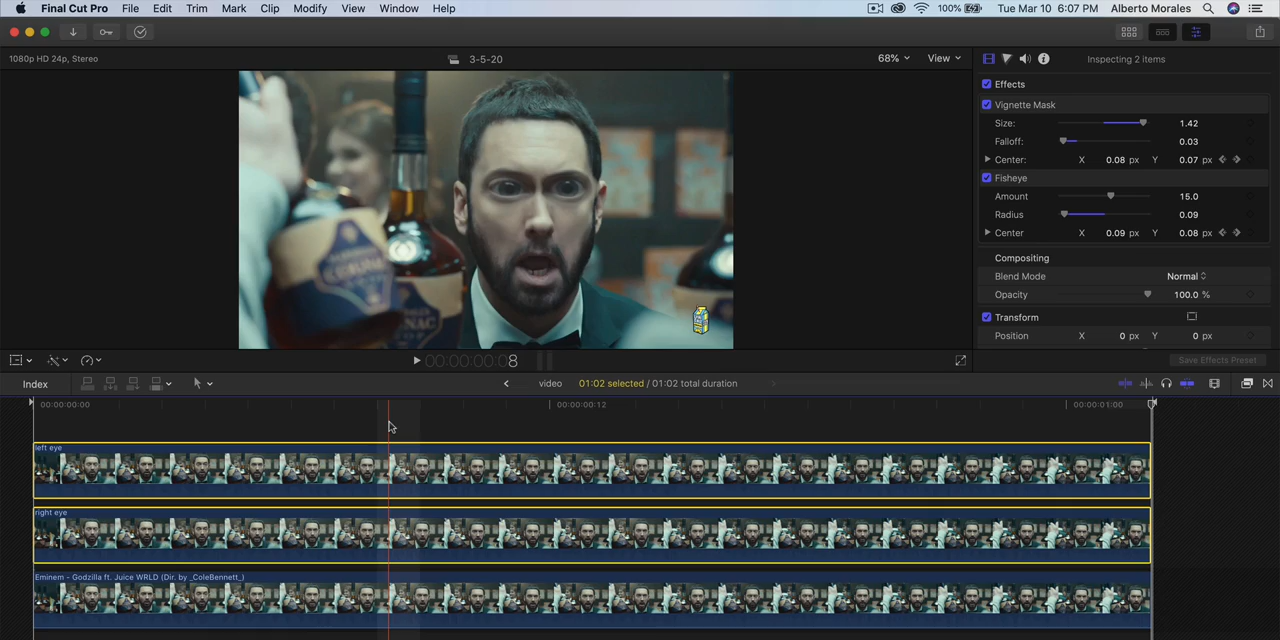 Final Cut Pro File Edit Trim Mark Clip Modify View Window Help 100% Tue Mar 10 6:07 PM Alberto Morales
1080p HD 24p, Stereo 3-5-20 68% View Inspecting 2 items
Effects
Vignette Mask
Size: 1.42
Falloff: 0.03
Center: X 0.08 px Y 0.07 px
Fisheye
Amount 15.0
Radius 0.09
Center X 0.09 px Y 0.08 px
Compositing
Blend Mode Normal
Opacity 100.0 %
Transform
Position X 0 px Y 0 px
00:00:00:08 Save Effects Preset
Index video 01:02 selected / 01:02 total duration
00:00:00:00 00:00:00:12 00:00:01:00
left eye
right eye
Eminem - Godzilla ft. Juice WRLD (Dir. by _ColeBennett_)